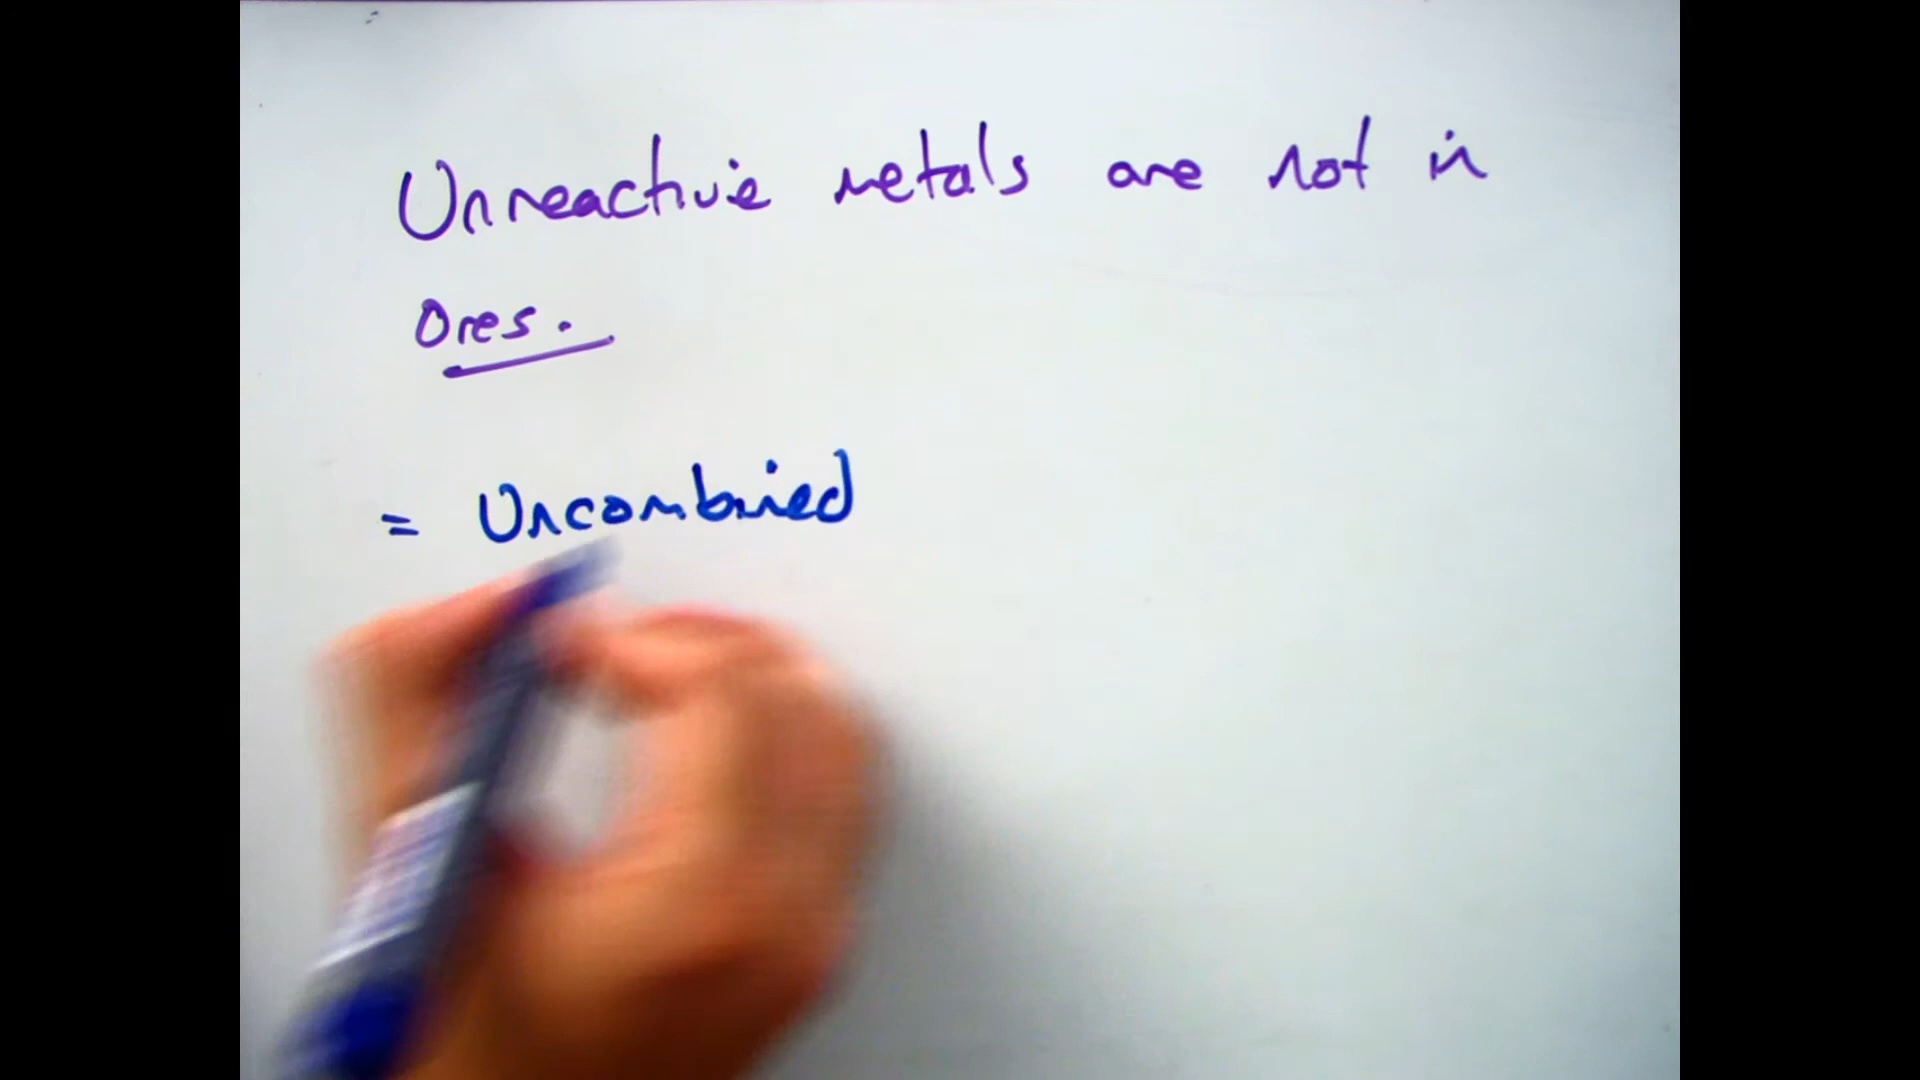 Unreactive metals are not in
Ores.
= Uncombined